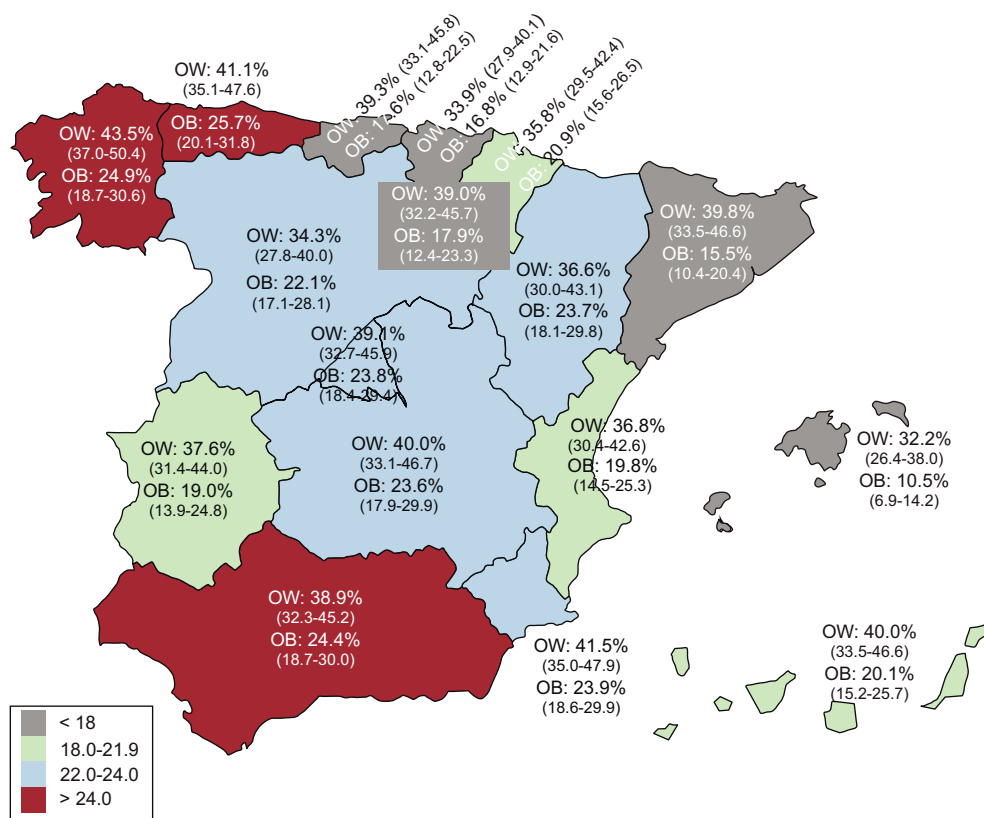 OW: 41.1%
(35.1-47.6)
OB: 25.7%
(20.1-31.8)
OW: 43.5%
(37.0-50.4)
OB: 24.9%
(18.7-30.6)
OW: 39.3% (33.1-45.8)
OB: 6% (12.8-22.5)
OW: 33.9% (27.9-40.1)
OB: 16.8% (12.9-21.6)
OW: 35.8% (29.5-42.4)
OB: 20.9% (15.6-26.5)
OW: 39.0%
(32.2-45.7)
OB: 17.9%
(12.4-23.3)
OW: 39.8%
(33.5-46.6)
OB: 15.5%
(10.4-20.4)
OW: 34.3%
(27.8-40.0)
OB: 22.1%
(17.1-28.1)
OW: 36.6%
(30.0-43.1)
OB: 23.7%
(18.1-29.8)
OW: 39.1%
(32.7-45.9)
OB: 23.8%
(18.4-29.4)
OW: 37.6%
(31.4-44.0)
OB: 19.0%
(13.9-24.8)
OW: 40.0%
(33.1-46.7)
OB: 23.6%
(17.9-29.9)
OW: 36.8%
(30.4-42.6)
OB: 19.8%
(14.5-25.3)
OW: 32.2%
(26.4-38.0)
OB: 10.5%
(6.9-14.2)
OW: 38.9%
(32.3-45.2)
OB: 24.4%
(18.7-30.0)
OW: 41.5%
(35.0-47.9)
OB: 23.9%
(18.6-29.9)
OW: 40.0%
(33.5-46.6)
OB: 20.1%
(15.2-25.7)
< 18
18.0-21.9
22.0-24.0
> 24.0